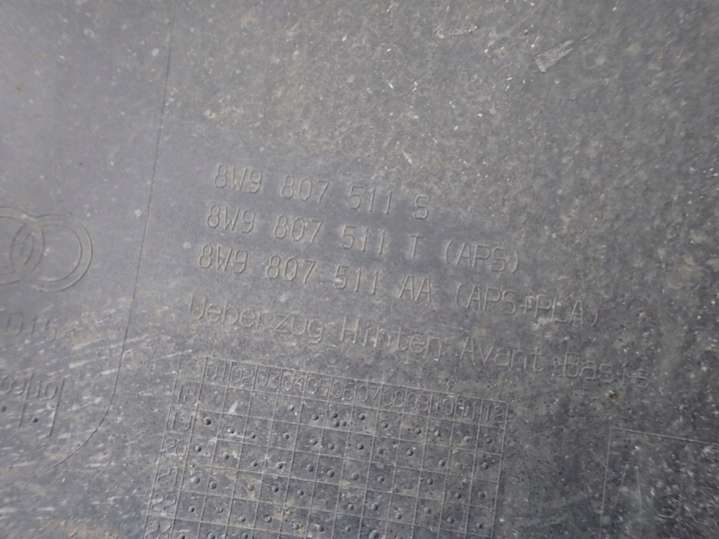 8W9 807 511 S
8W9 807 511 T (APS)
8W9 807 511 AA (APS+PLA)
Ueberzug Hinten Avant Basis